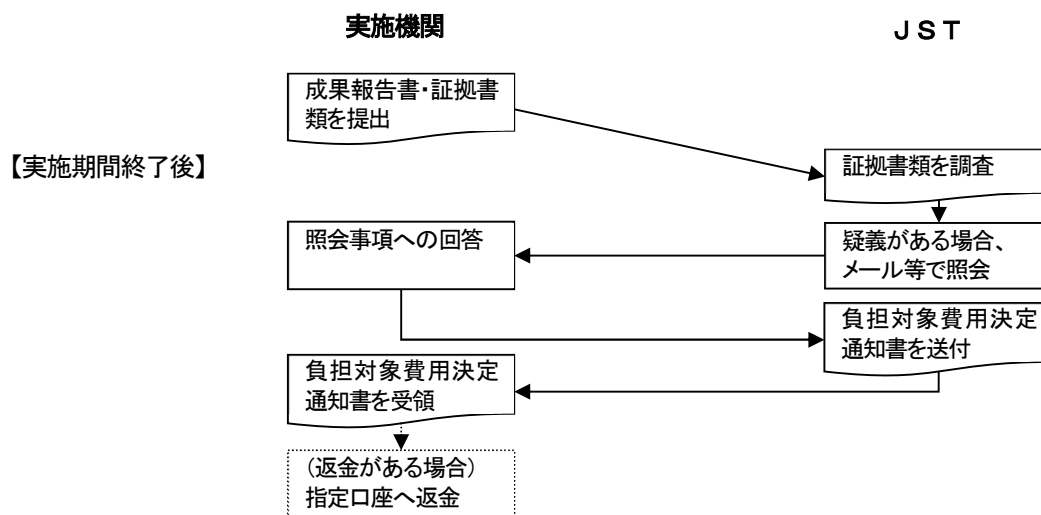 実施機関
ＪＳＴ
成果報告書・証拠書
類を提出
【実施期間終了後】
証拠書類を調査
照会事項への回答
疑義がある場合、
メール等で照会
負担対象費用決定
通知書を送付
負担対象費用決定
通知書を受領
（返金がある場合）
指定口座へ返金